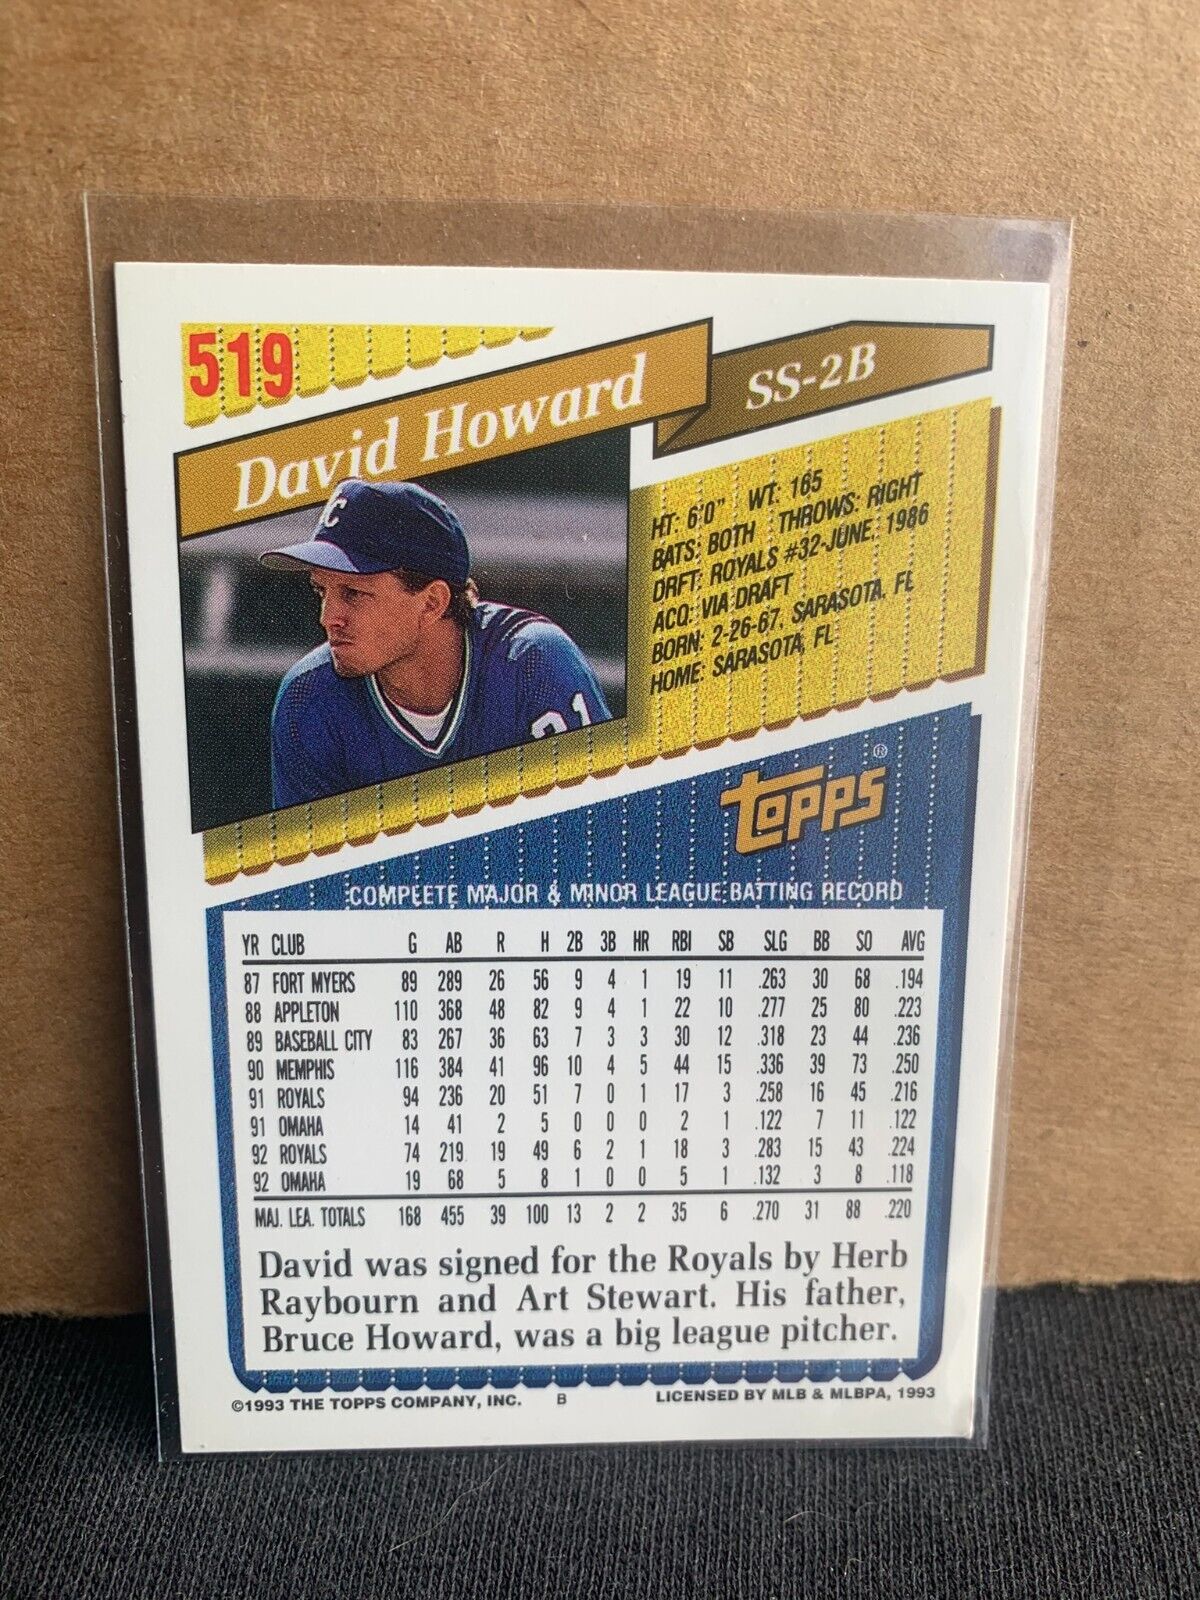 519
David Howard
SS-2B
KC
21
HT: 6'0" WT: 165
BATS: BOTH THROWS: RIGHT
DRFT: ROYALS #32-JUNE, 1986
ACQ: VIA DRAFT
BORN: 2-26-67, SARASOTA, FL
HOME: SARASOTA, FL
TOPPS®
COMPLETE MAJOR & MINOR LEAGUE BATTING RECORD
YR CLUB G AB R H 2B 3B HR RBI SB SLG BB SO AVG
87 FORT MYERS 89 289 26 56 9 4 1 19 11 .263 30 68 .194
88 APPLETON 110 368 48 82 9 4 1 22 10 .277 25 80 .223
89 BASEBALL CITY 83 267 36 63 7 3 3 30 12 .318 23 44 .236
90 MEMPHIS 116 384 41 96 10 4 5 44 15 .336 39 73 .250
91 ROYALS 94 236 20 51 7 0 1 17 3 .258 16 45 .216
91 OMAHA 14 41 2 5 0 0 0 2 1 .122 7 11 .122
92 ROYALS 74 219 19 49 6 2 1 18 3 .283 15 43 .224
92 OMAHA 19 68 5 8 1 0 0 5 1 .132 3 8 .118
MAJ. LEA. TOTALS 168 455 39 100 13 2 2 35 6 .270 31 88 .220
David was signed for the Royals by Herb
Raybourn and Art Stewart. His father,
Bruce Howard, was a big league pitcher.
©1993 THE TOPPS COMPANY, INC. B LICENSED BY MLB & MLBPA, 1993